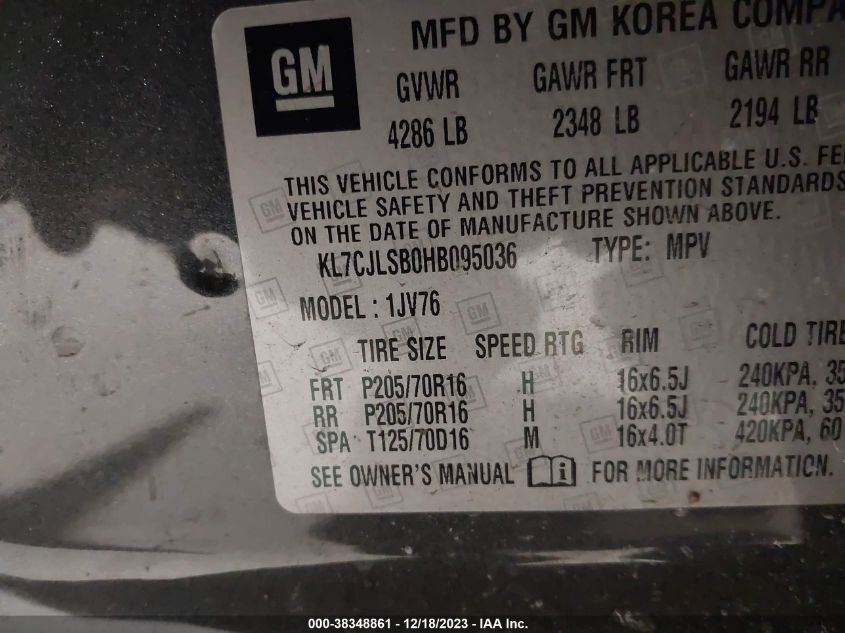 GM
MFD BY GM KOREA COMPA
GVWR GAWR FRT GAWR RR
4286 LB 2348 LB 2194 LB
THIS VEHICLE CONFORMS TO ALL APPLICABLE U.S. FE
VEHICLE SAFETY AND THEFT PREVENTION STANDARDS
ON THE DATE OF MANUFACTURE SHOWN ABOVE.
KL7CJLSB0HB095036 TYPE: MPV
MODEL : 1JV76
TIRE SIZE SPEED RTG RIM COLD TIRE
FRT P205/70R16 H 16x6.5J 240KPA, 35
RR P205/70R16 H 16x6.5J 240KPA, 35
SPA T125/70D16 M 16x4.0T 420KPA, 60
SEE OWNER'S MANUAL i FOR MORE INFORMATION.
000-38348861 - 12/18/2023 - IAA Inc.